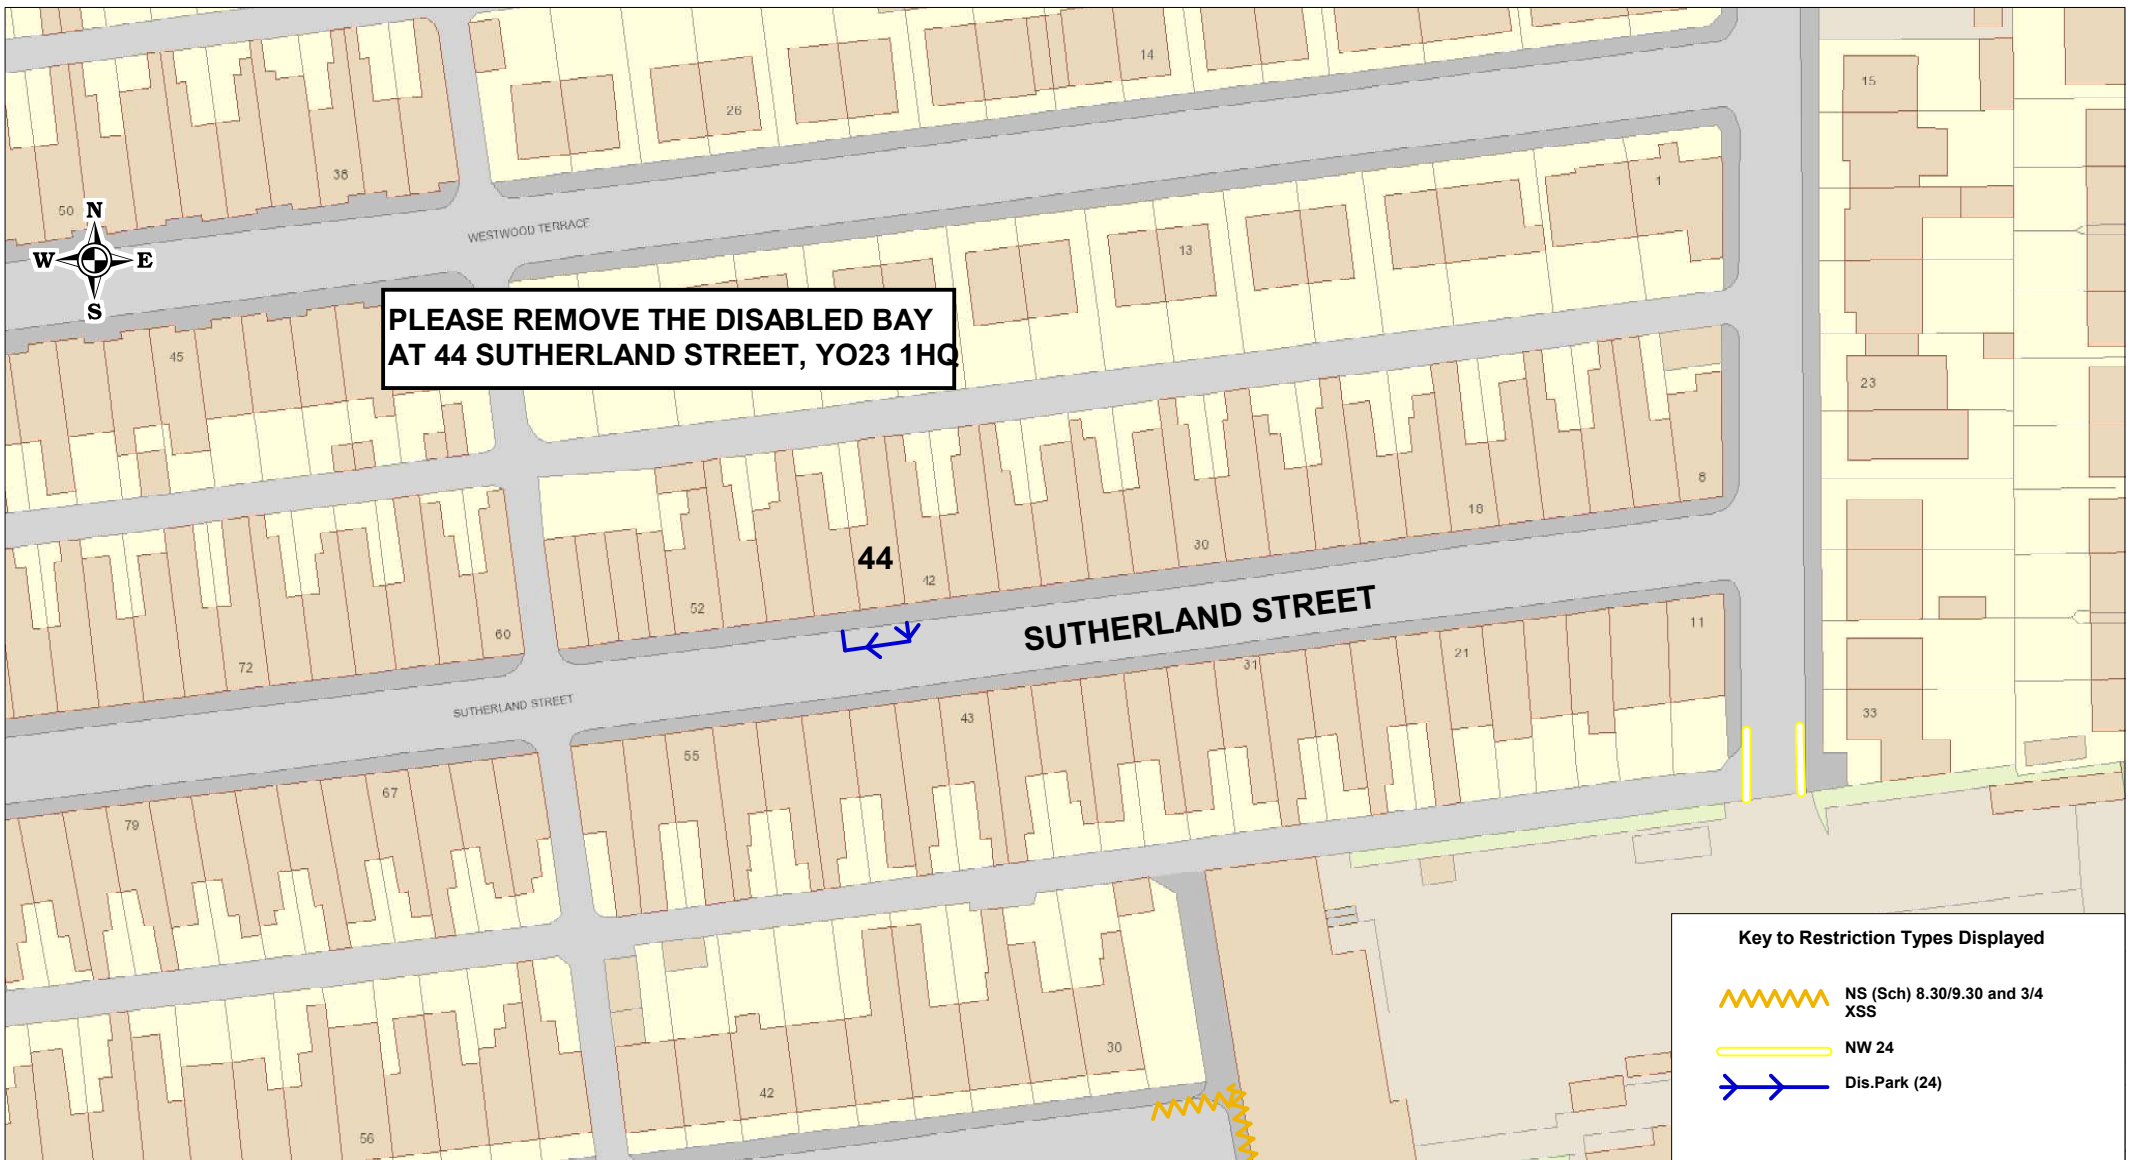 14
15
26
38
1
50
N
W E
S
WESTWOOD TERRACE
13
PLEASE REMOVE THE DISABLED BAY
AT 44 SUTHERLAND STREET, YO23 1HQ
45
23
8
18
30
44
42
52
60
SUTHERLAND STREET
11
72
31
21
SUTHERLAND STREET
43
33
55
67
79
Key to Restriction Types Displayed
NS (Sch) 8.30/9.30 and 3/4
XSS
NW 24
Dis.Park (24)
30
42
56